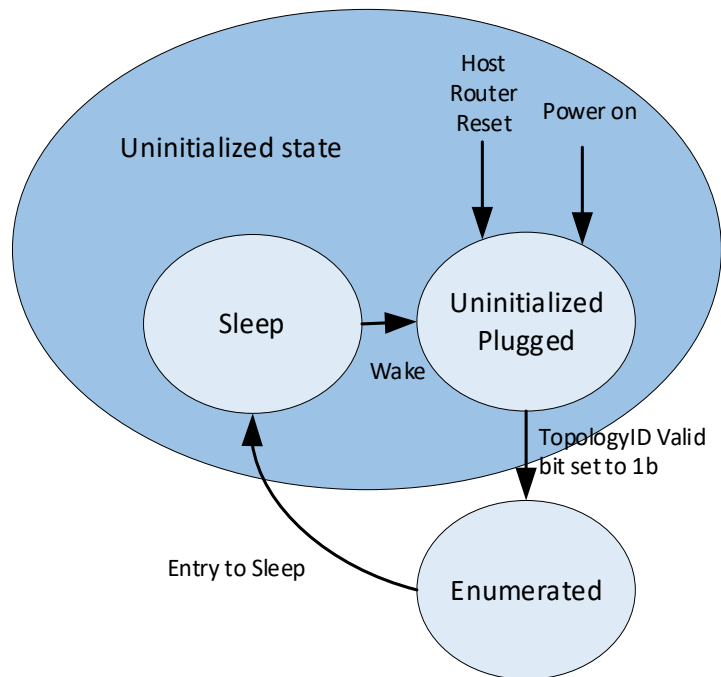 Host
Router
Reset
Power on
Uninitialized state
Sleep
Uninitialized
Plugged
Wake
TopologyID Valid
bit set to 1b
Entry to Sleep
Enumerated